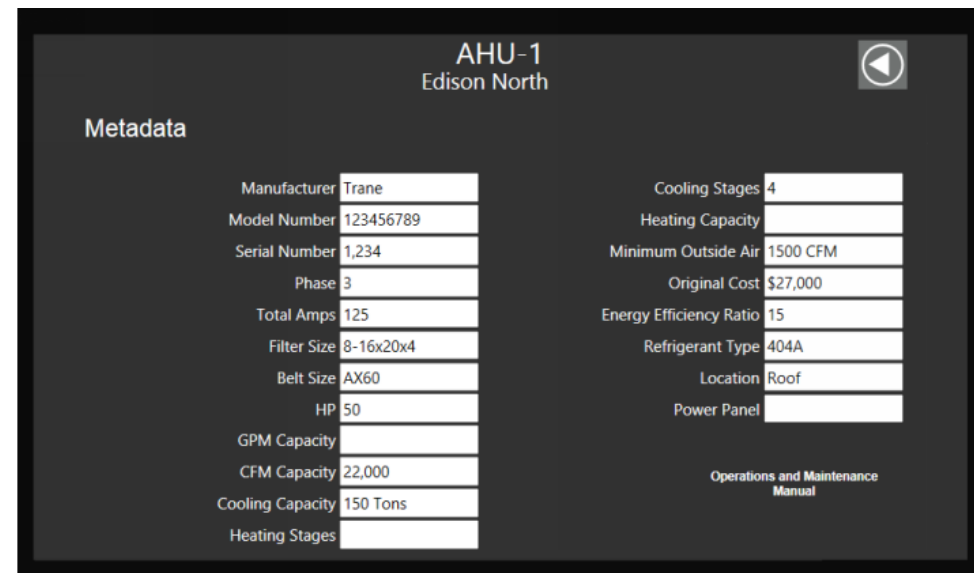 AHU-1
Edison North
Metadata
Manufacturer Trane
Model Number 123456789
Serial Number 1,234
Phase 3
Total Amps 125
Filter Size 8-16x20x4
Belt Size AX60
HP 50
GPM Capacity
CFM Capacity 22,000
Cooling Capacity 150 Tons
Heating Stages
Cooling Stages 4
Heating Capacity
Minimum Outside Air 1500 CFM
Original Cost $27,000
Energy Efficiency Ratio 15
Refrigerant Type 404A
Location Roof
Power Panel
Operations and Maintenance
Manual